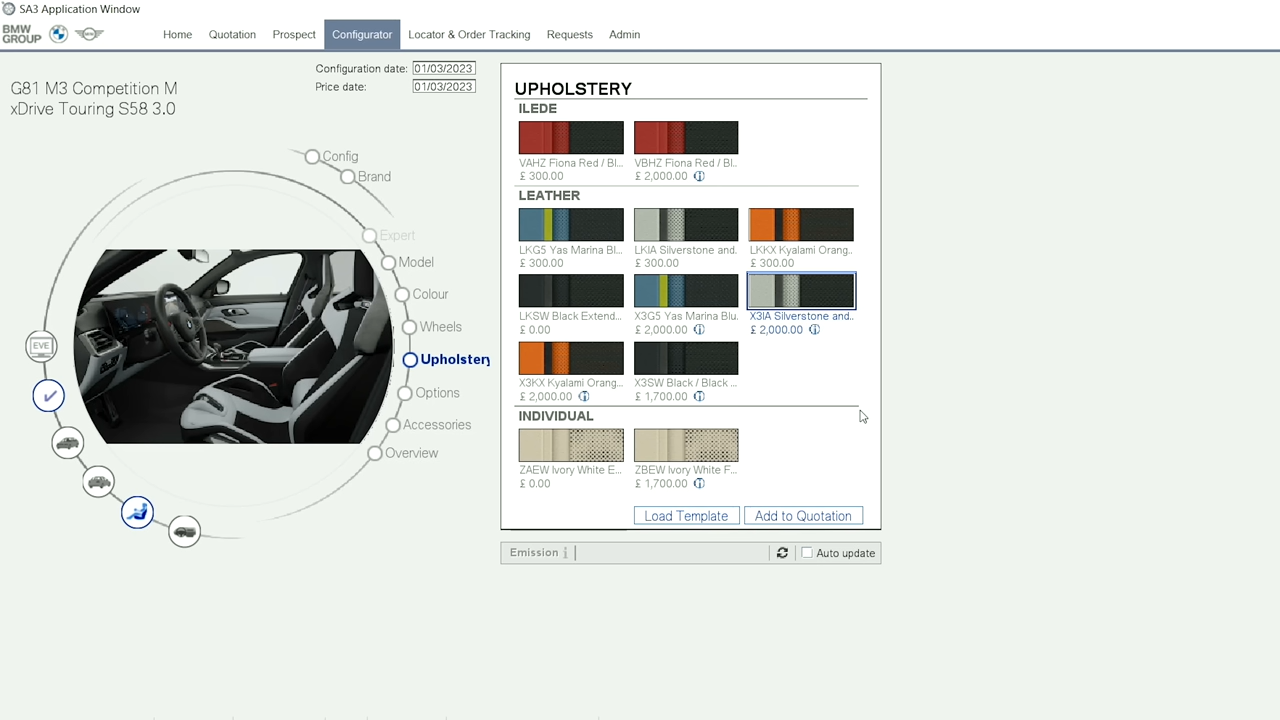 SA3 Application Window
BMW GROUP
Home Quotation Prospect Configurator Locator & Order Tracking Requests Admin
G81 M3 Competition M
xDrive Touring S58 3.0
Configuration date: 01/03/2023
Price date: 01/03/2023
Config
Brand
Expert
Model
Colour
Wheels
Upholstery
Options
Accessories
Overview
EVE
UPHOLSTERY
ILEDE
VAHZ Fiona Red / Bl... VBHZ Fiona Red / Bl..
£ 300.00 £ 2,000.00
LEATHER
LKG5 Yas Marina Bl... LKIA Silverstone and. LKKX Kyalami Orang..
£ 300.00 £ 300.00 £ 300.00
LKSW Black Extend... X3G5 Yas Marina Blu. X3IA Silverstone and..
£ 0.00 £ 2,000.00 £ 2,000.00
X3KX Kyalami Orang... X3SW Black / Black ...
£ 2,000.00 £ 1,700.00
INDIVIDUAL
ZAEW Ivory White E... ZBEW Ivory White F...
£ 0.00 £ 1,700.00
Load Template Add to Quotation
Emission Auto update